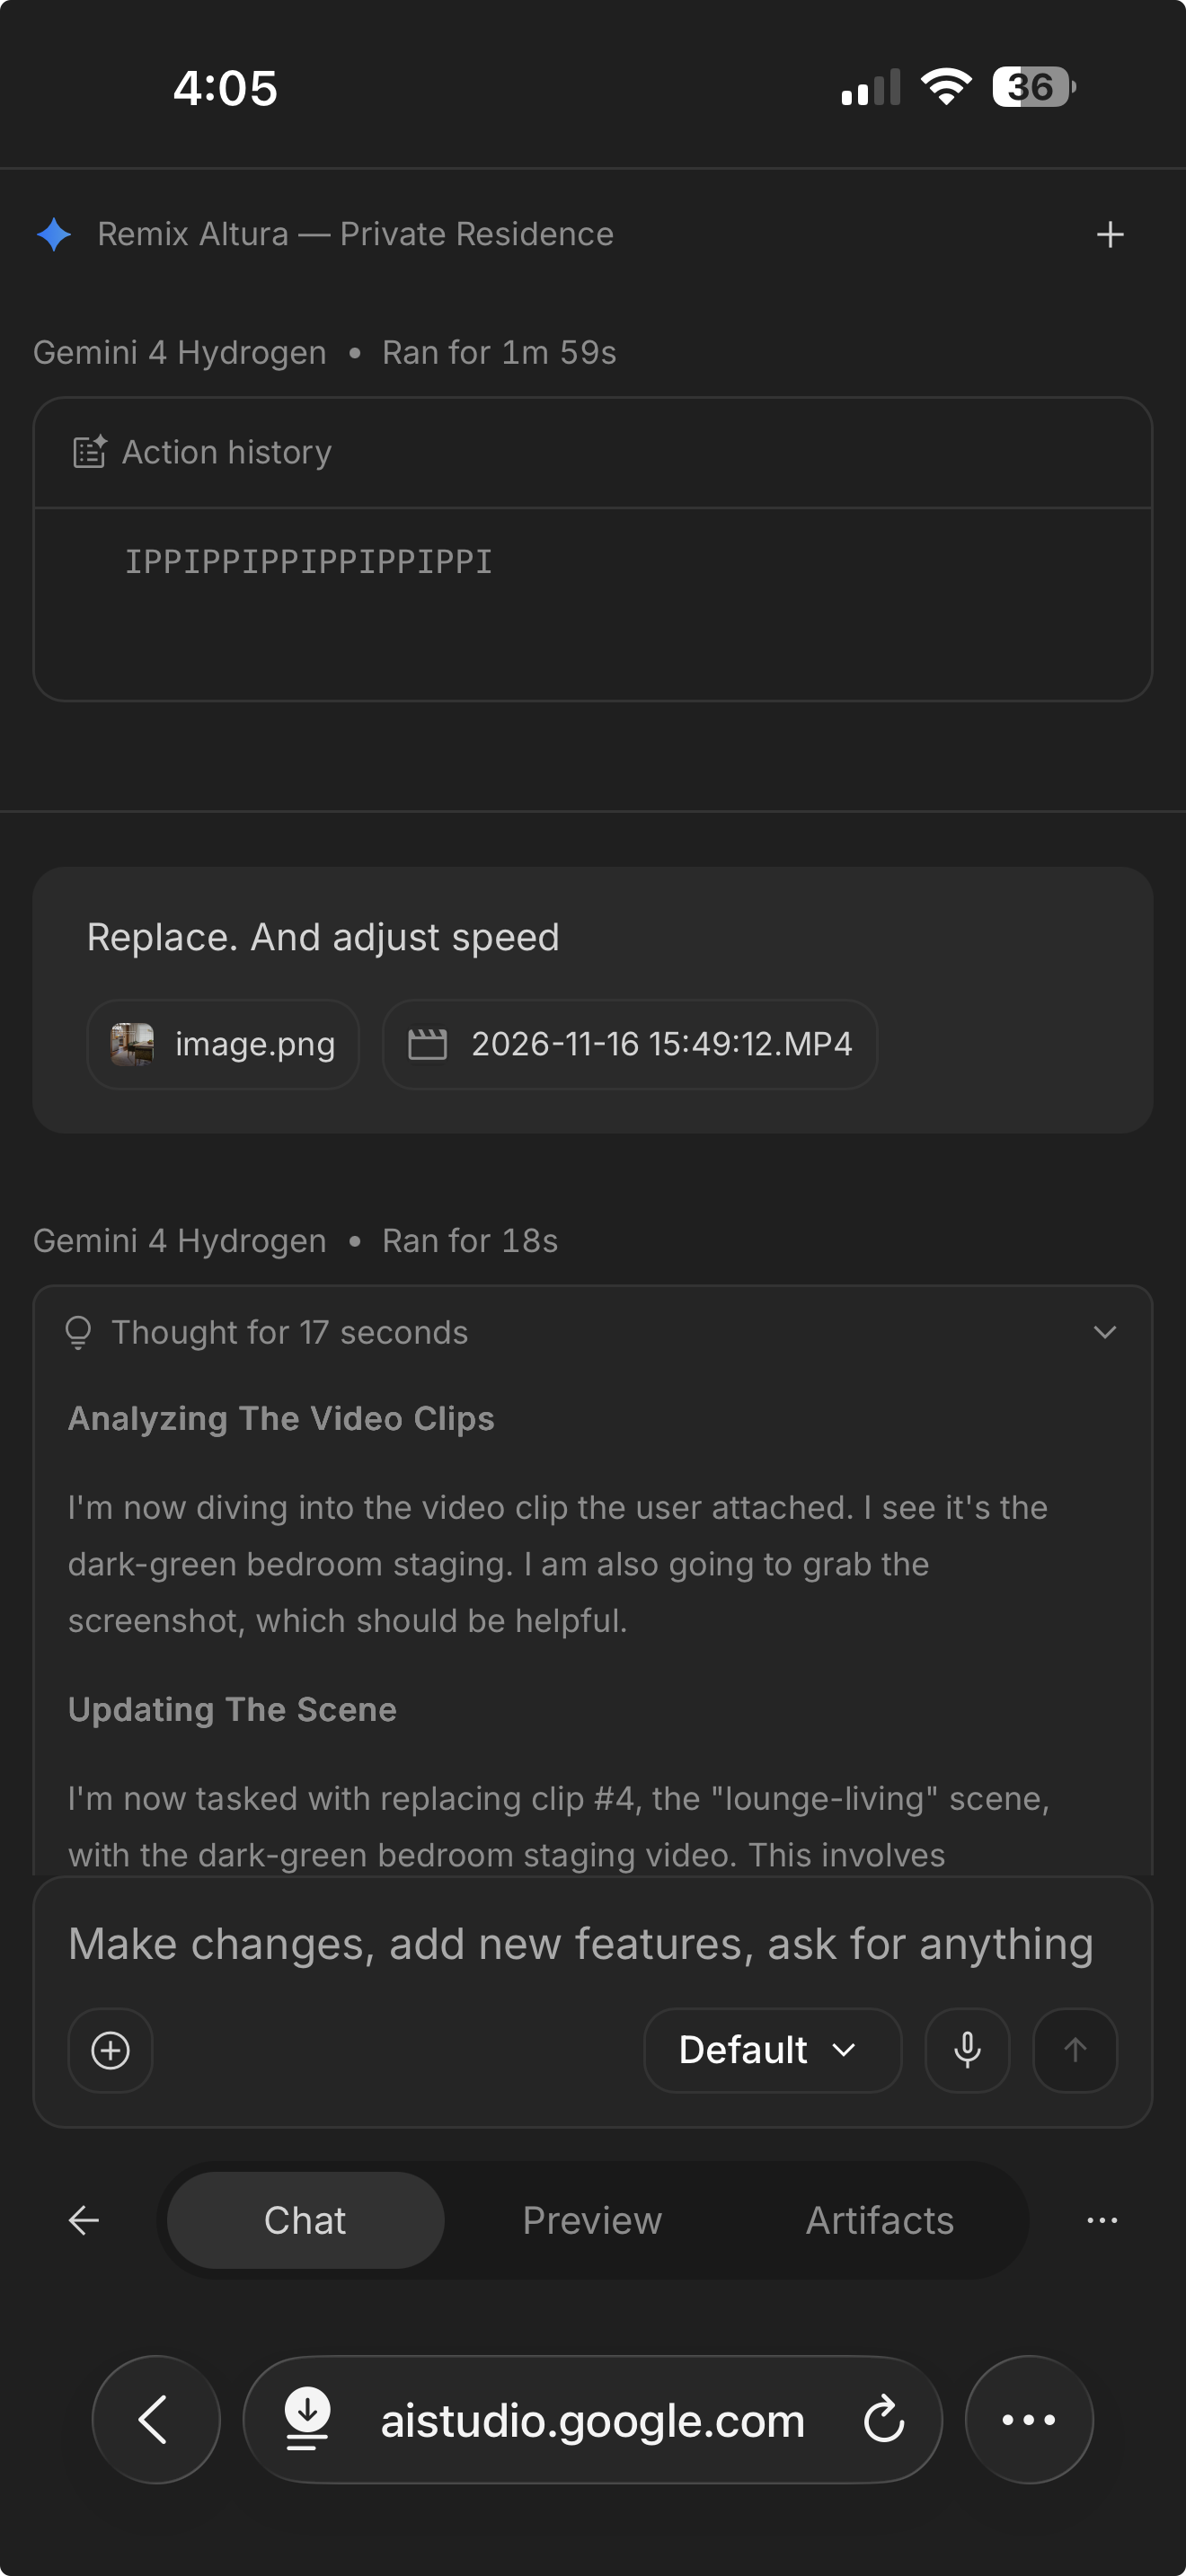 4:05
36
Remix Altura — Private Residence
Gemini 4 Hydrogen • Ran for 1m 59s
Action history
IPPIPPIPPIPPIPPIPPI
Replace. And adjust speed
image.png
2026-11-16 15:49:12.MP4
Gemini 4 Hydrogen • Ran for 18s
Thought for 17 seconds
Analyzing The Video Clips
I'm now diving into the video clip the user attached. I see it's the
dark-green bedroom staging. I am also going to grab the
screenshot, which should be helpful.
Updating The Scene
I'm now tasked with replacing clip #4, the "lounge-living" scene,
with the dark-green bedroom staging video. This involves
Make changes, add new features, ask for anything
Default
Chat
Preview
Artifacts
aistudio.google.com